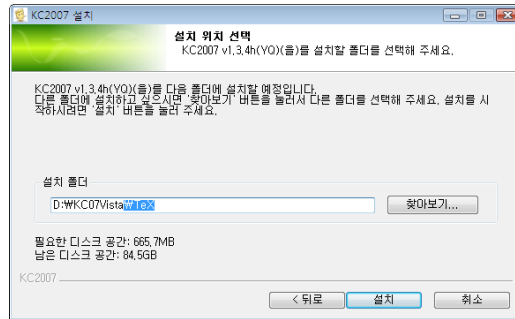 KC2007 설치
설치 위치 선택
KC2007 v1,3,4h(YO)(을)를 설치할 폴더를 선택해 주세요.
KC2007 v1,3,4h(YO)(을)를 다음 폴더에 설치할 예정입니다.
다른 폴더에 설치하고 싶으시면 '찾아보기' 버튼을 눌러서 다른 폴더를 선택해 주세요. 설치를 시
작하시려면 '설치' 버튼을 눌러 주세요.
설치 폴더
D:₩KC07Vista₩TeX
찾아보기...
필요한 디스크 공간: 665,7MB
남은 디스크 공간: 84,5GB
KC2007
< 뒤로
설치
취소